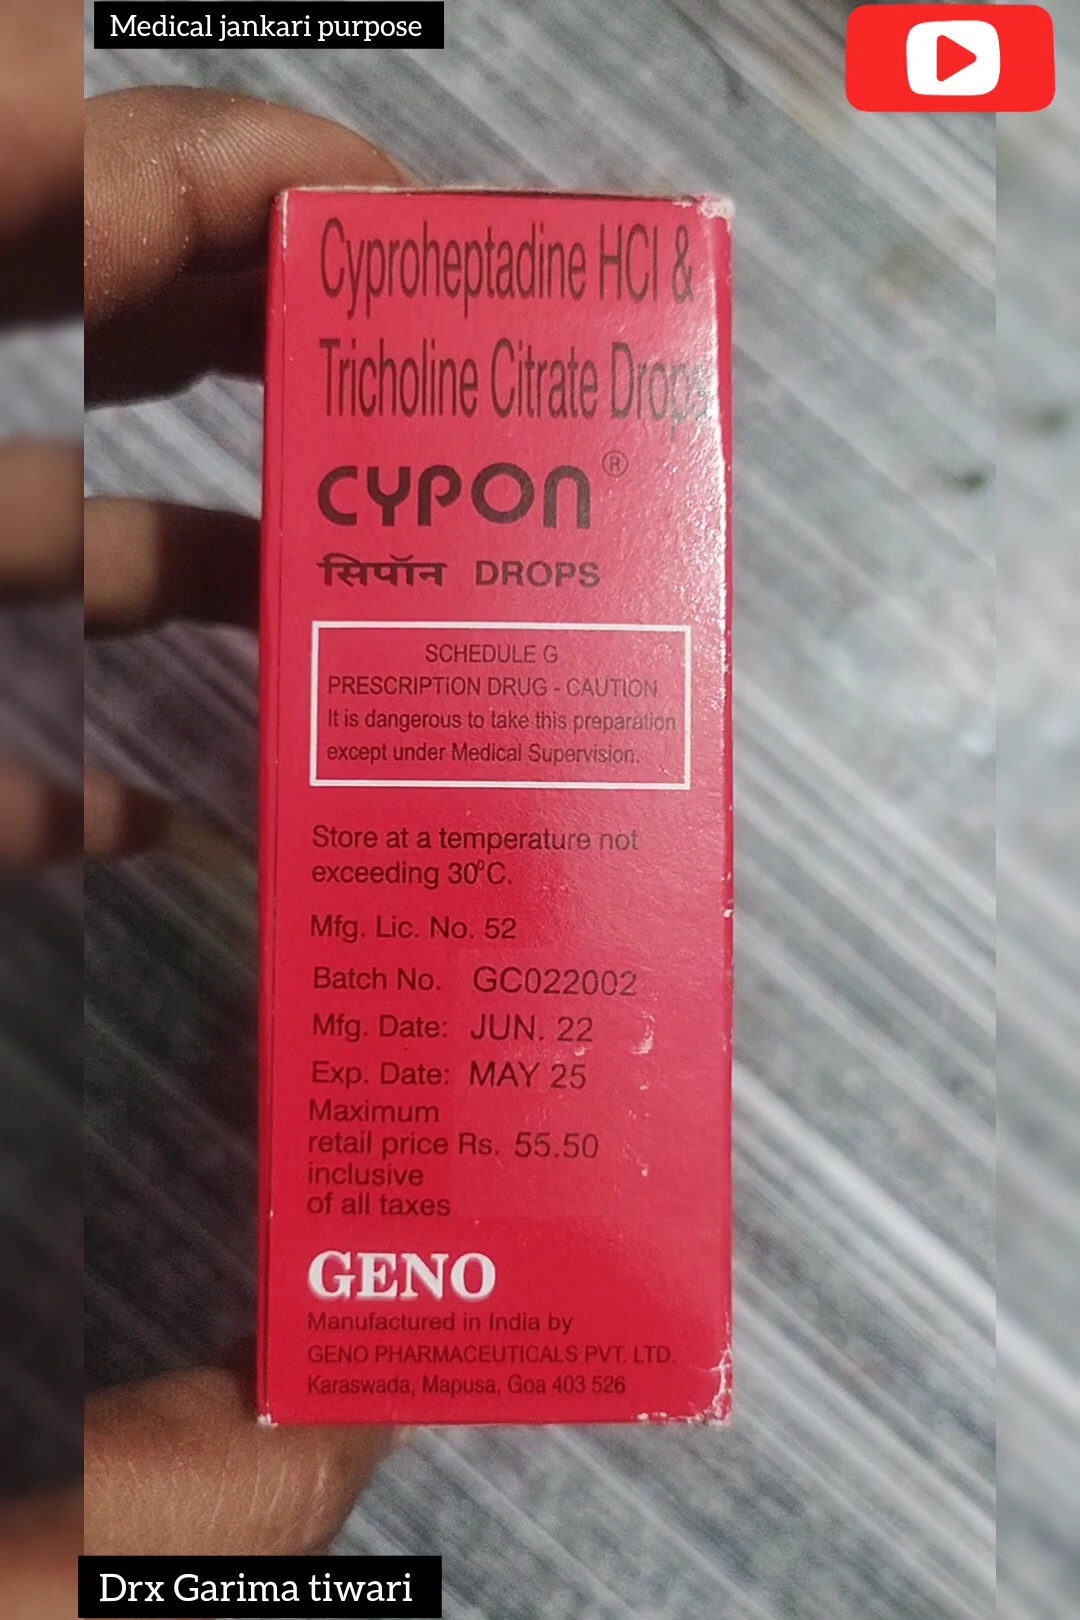 Medical jankari purpose
Cyproheptadine HCl &
Tricholine Citrate Drops
CYPON ®
सिपॉन DROPS
SCHEDULE G
PRESCRIPTION DRUG - CAUTION
It is dangerous to take this preparation
except under Medical Supervision.
Store at a temperature not
exceeding 30⁰C.
Mfg. Lic. No. 52
Batch No. GC022002
Mfg. Date: JUN. 22
Exp. Date: MAY 25
Maximum
retail price Rs. 55.50
inclusive
of all taxes
GENO
Manufactured in India by
GENO PHARMACEUTICALS PVT. LTD.
Karaswada, Mapusa, Goa 403 526
Drx Garima tiwari